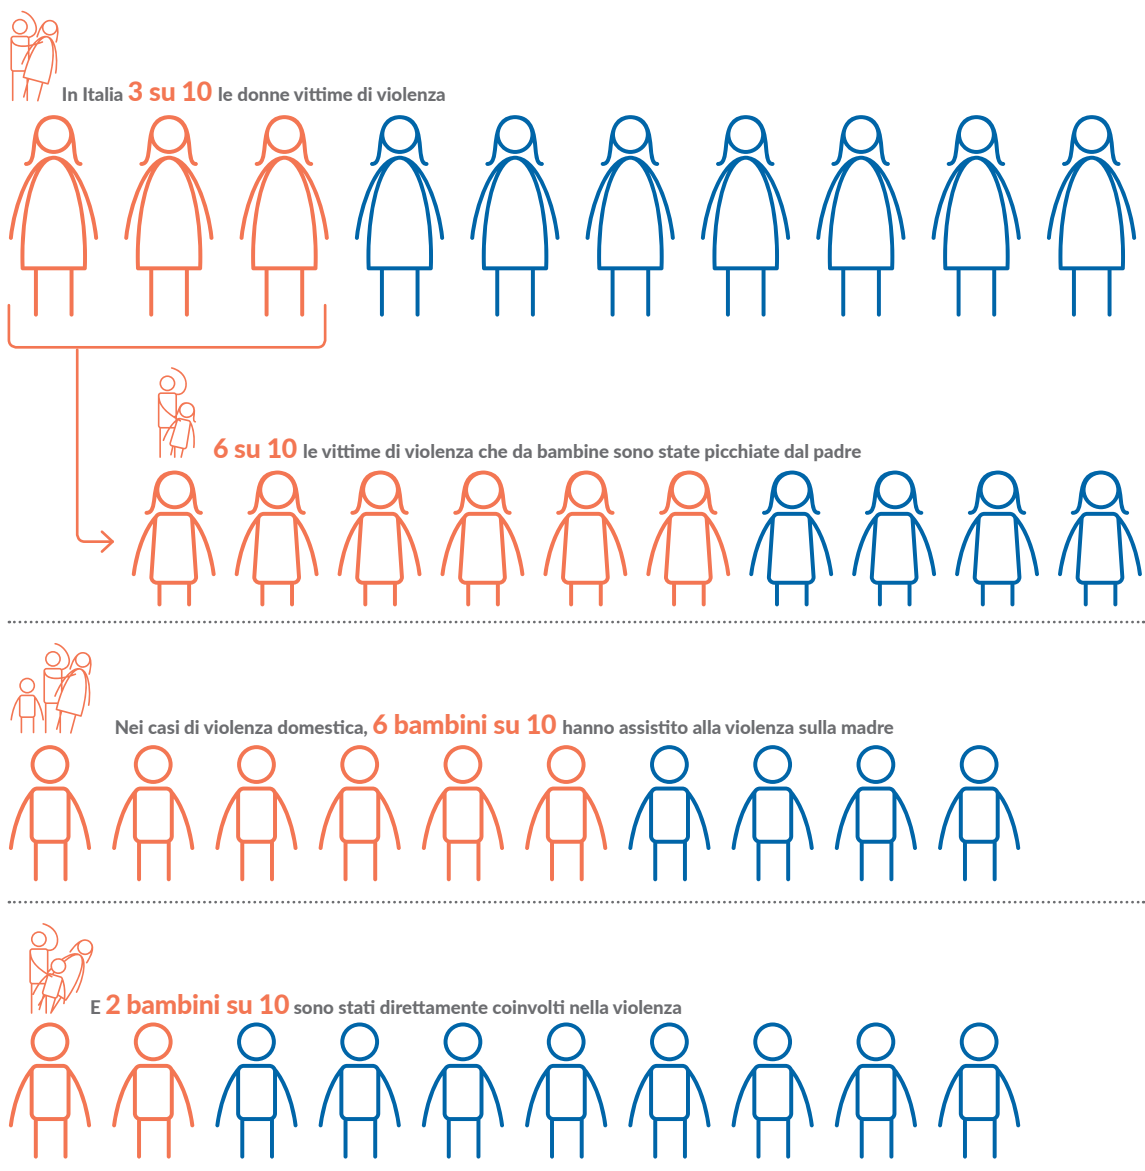 In Italia 3 su 10 le donne vittime di violenza
6 su 10 le vittime di violenza che da bambine sono state picchiate dal padre
Nei casi di violenza domestica, 6 bambini su 10 hanno assistito alla violenza sulla madre
E 2 bambini su 10 sono stati direttamente coinvolti nella violenza